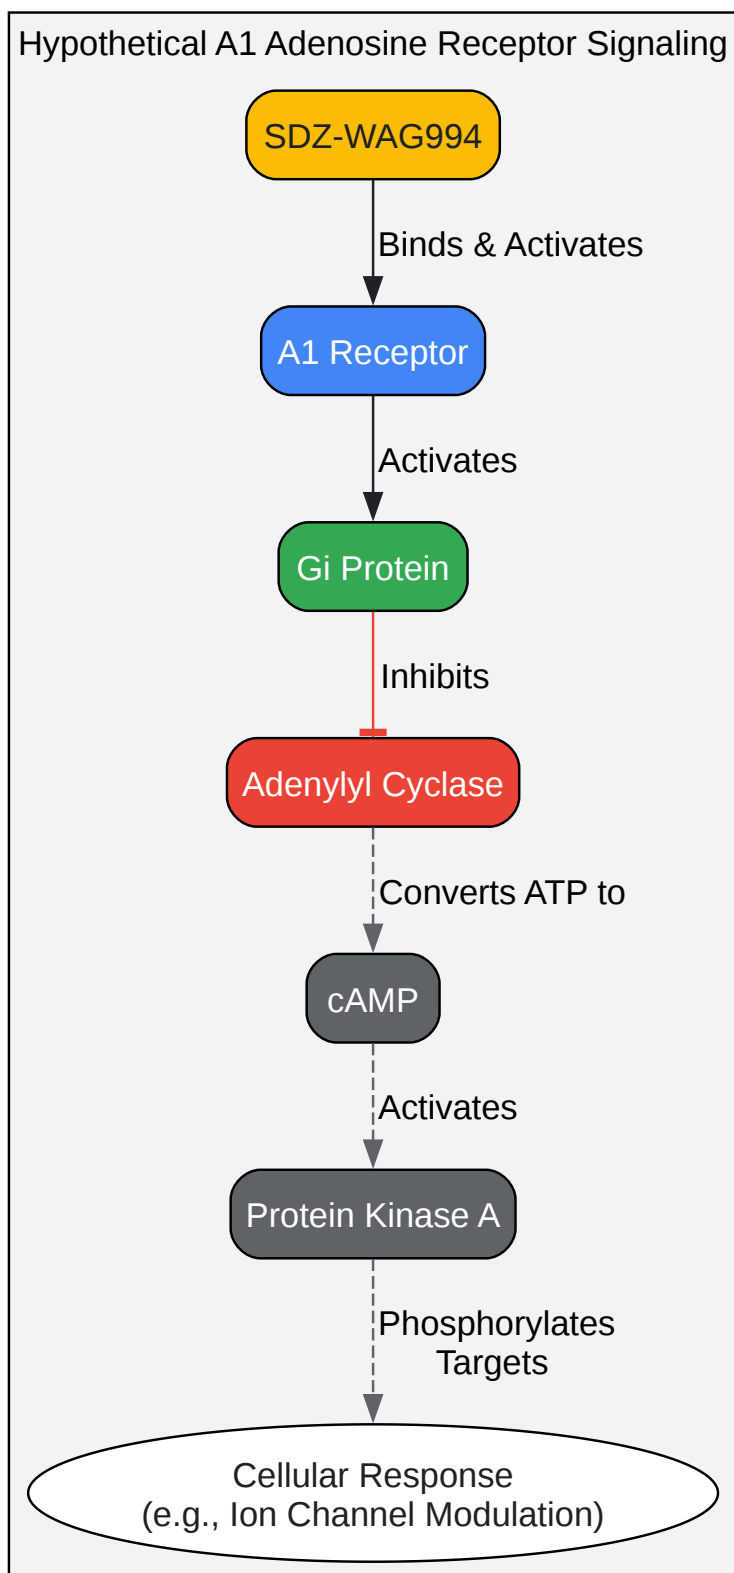 Hypothetical A1 Adenosine Receptor Signaling
SDZ-WAG994
Binds & Activates
A1 Receptor
Activates
Gi Protein
Inhibits
Adenylyl Cyclase
Converts ATP to
cAMP
Activates
Protein Kinase A
Phosphorylates
Targets
Cellular Response
(e.g., Ion Channel Modulation)